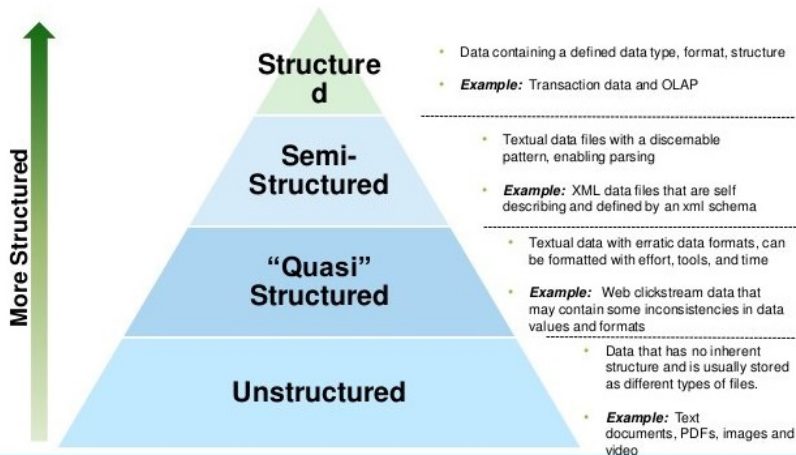 More Structured
Structure
d
• Data containing a defined data type, format, structure
• Example: Transaction data and OLAP
Semi-
Structured
• Textual data files with a discernable
pattern, enabling parsing
• Example: XML data files that are self
describing and defined by an xml schema
“Quasi”
Structured
• Textual data with erratic data formats, can
be formatted with effort, tools, and time
• Example: Web clickstream data that
may contain some inconsistencies in data
values and formats
Unstructured
• Data that has no inherent
structure and is usually stored
as different types of files.
• Example: Text
documents, PDFs, images and
video